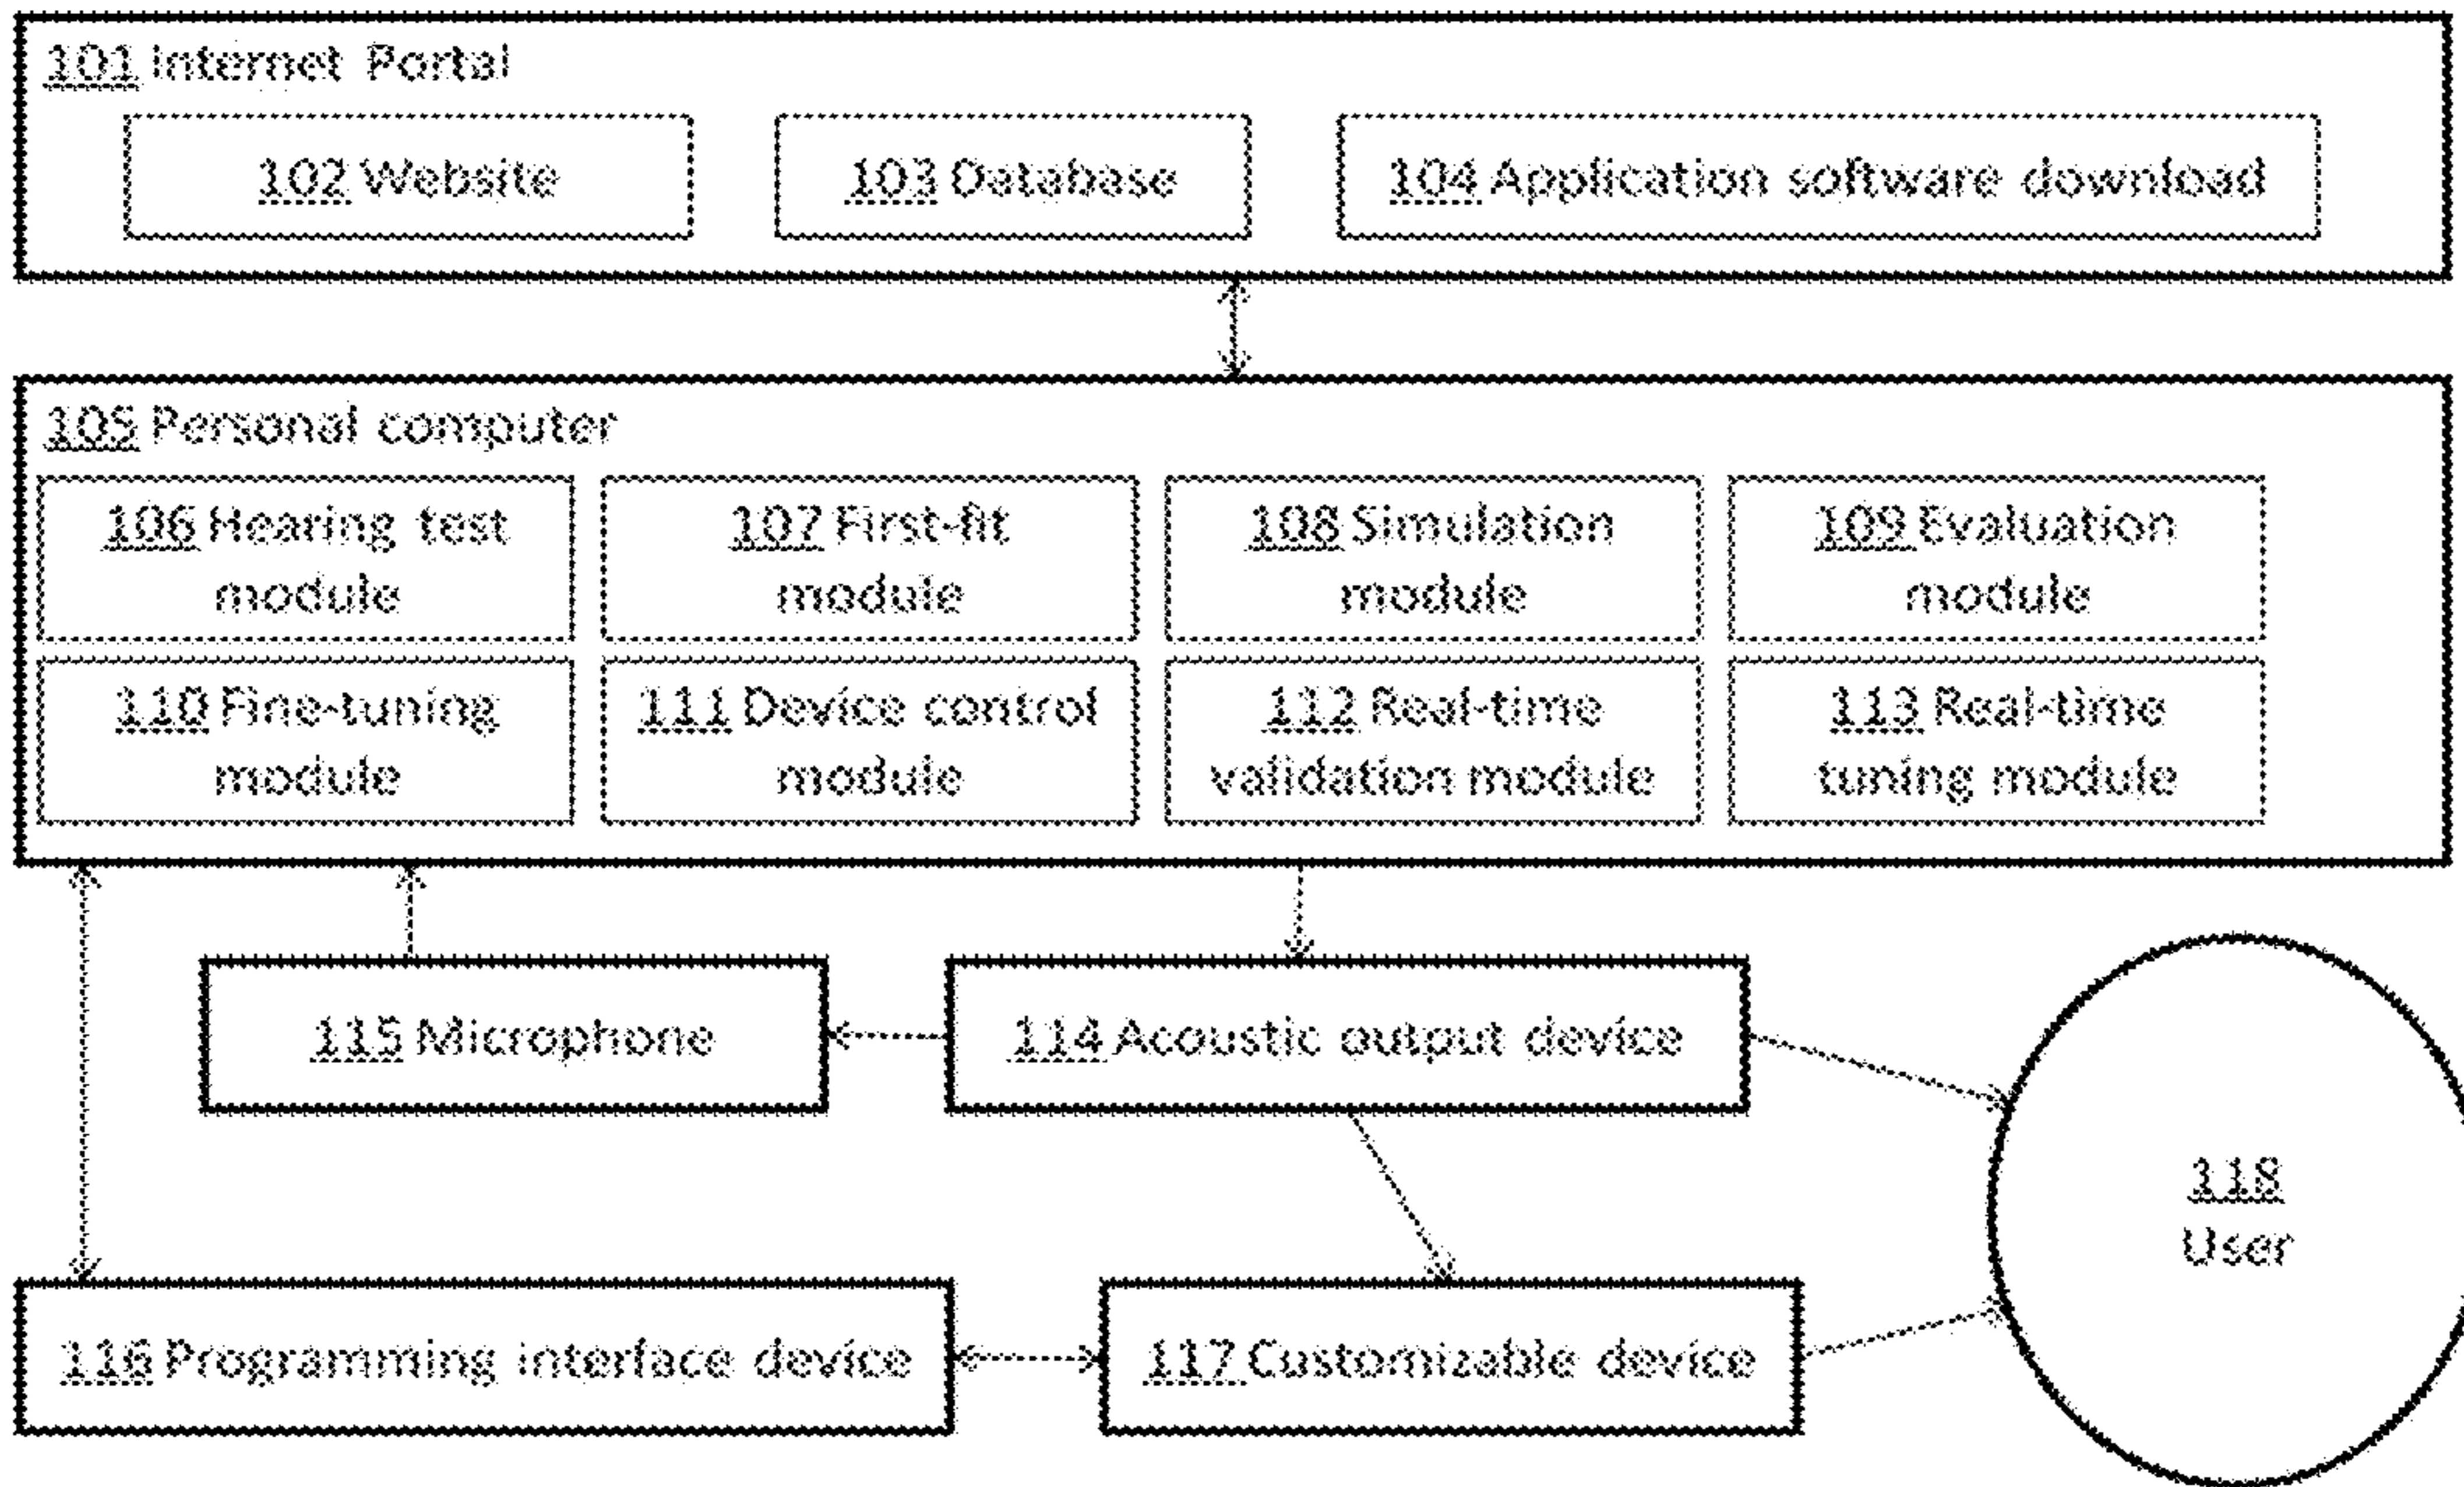 101 Internet Portal
102 Website
103 Database
104 Application software download
105 Personal computer
106 Hearing test
module
107 First-fit
module
108 Simulation
module
109 Evaluation
module
110 Fine-tuning
module
111 Device control
module
112 Real-time
validation module
113 Real-time
tuning module
115 Microphone
114 Acoustic output device
118
User
116 Programming interface device
117 Customizable device